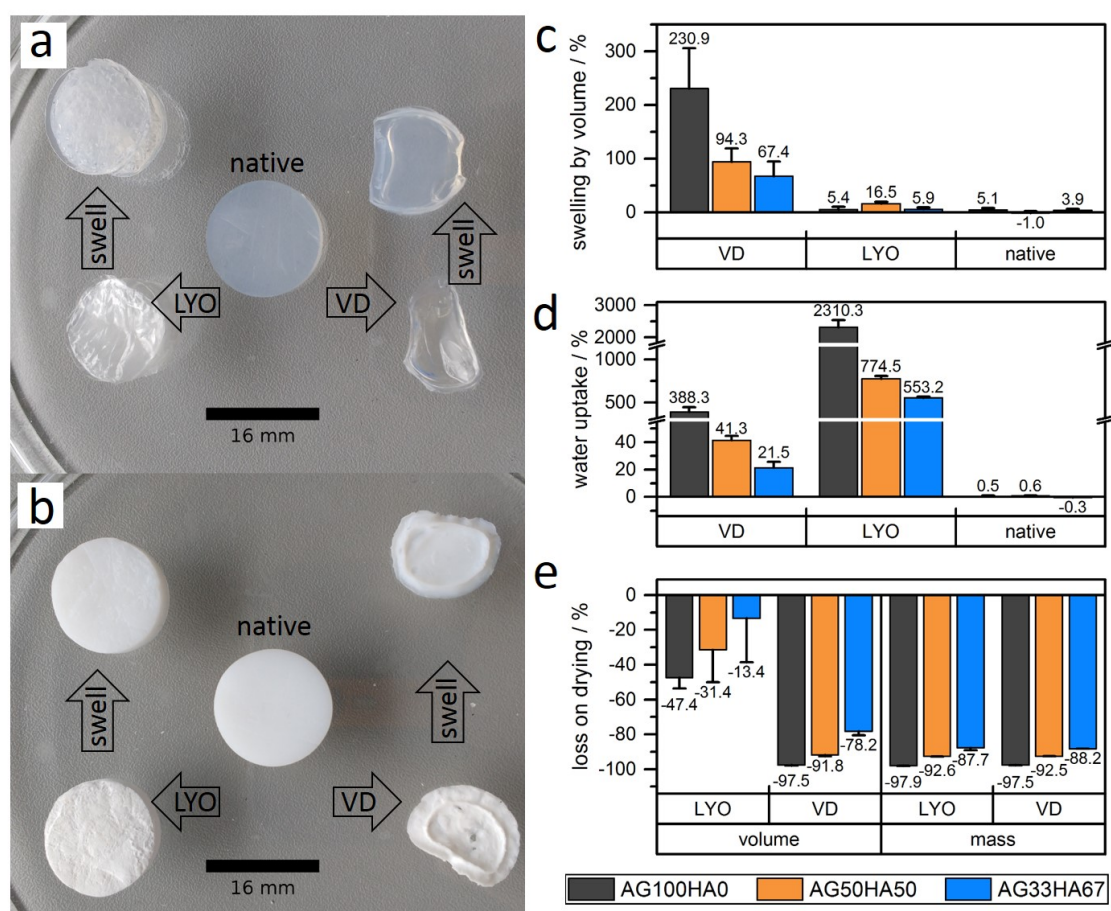 a
native
swell
swell
LYO
VD
16 mm
b
native
swell
swell
LYO
VD
16 mm
c
swelling by volume / %
300
200
100
0
230.9
94.3
67.4
5.4
16.5
5.9
5.1
-1.0
3.9
VD LYO native
d
water uptake / %
3000
2000
1000
500
40
20
0
388.3
41.3
21.5
2310.3
774.5
553.2
0.5
0.6
-0.3
VD LYO native
e
loss on drying / %
0
-20
-40
-60
-80
-100
-47.4
-31.4
-13.4
-97.5
-91.8
-78.2
-97.9
-92.6
-87.7
-97.5
-92.5
-88.2
LYO VD LYO VD
volume mass
AG100HA0 AG50HA50 AG33HA67